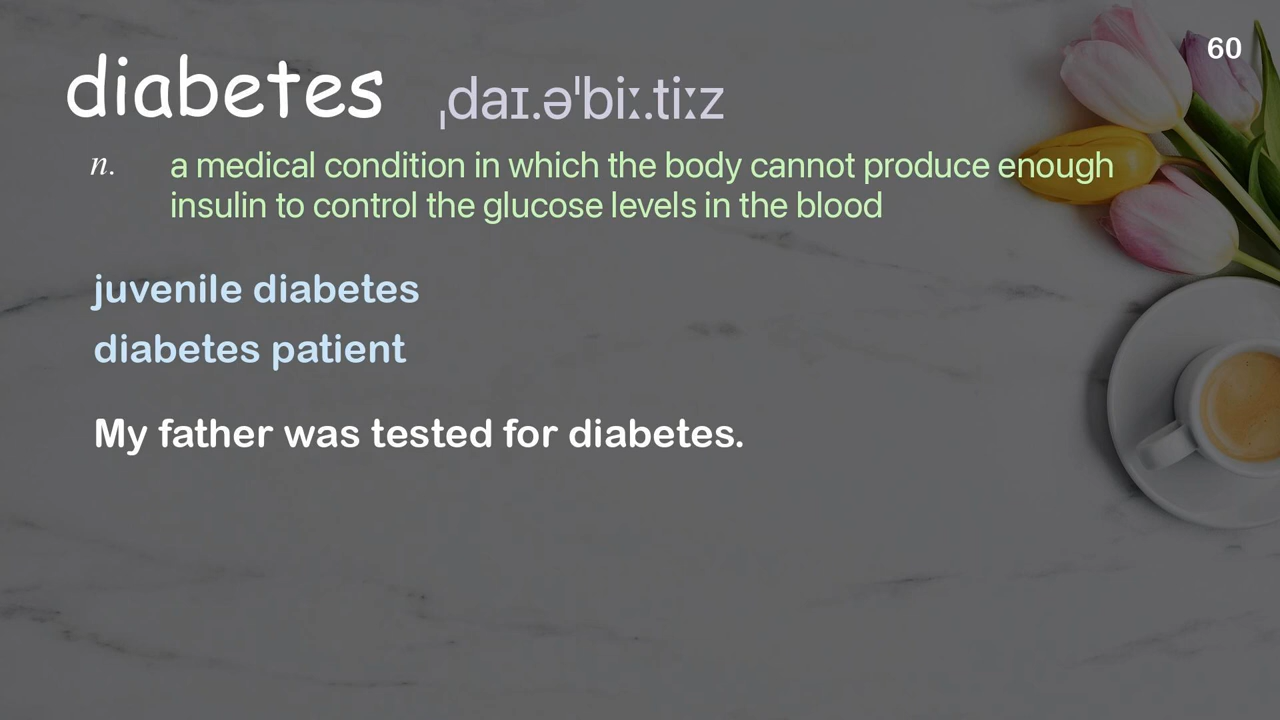 60
diabetes ˌdaɪ.əˈbiː.tiːz
n. a medical condition in which the body cannot produce enough
insulin to control the glucose levels in the blood
juvenile diabetes
diabetes patient
My father was tested for diabetes.